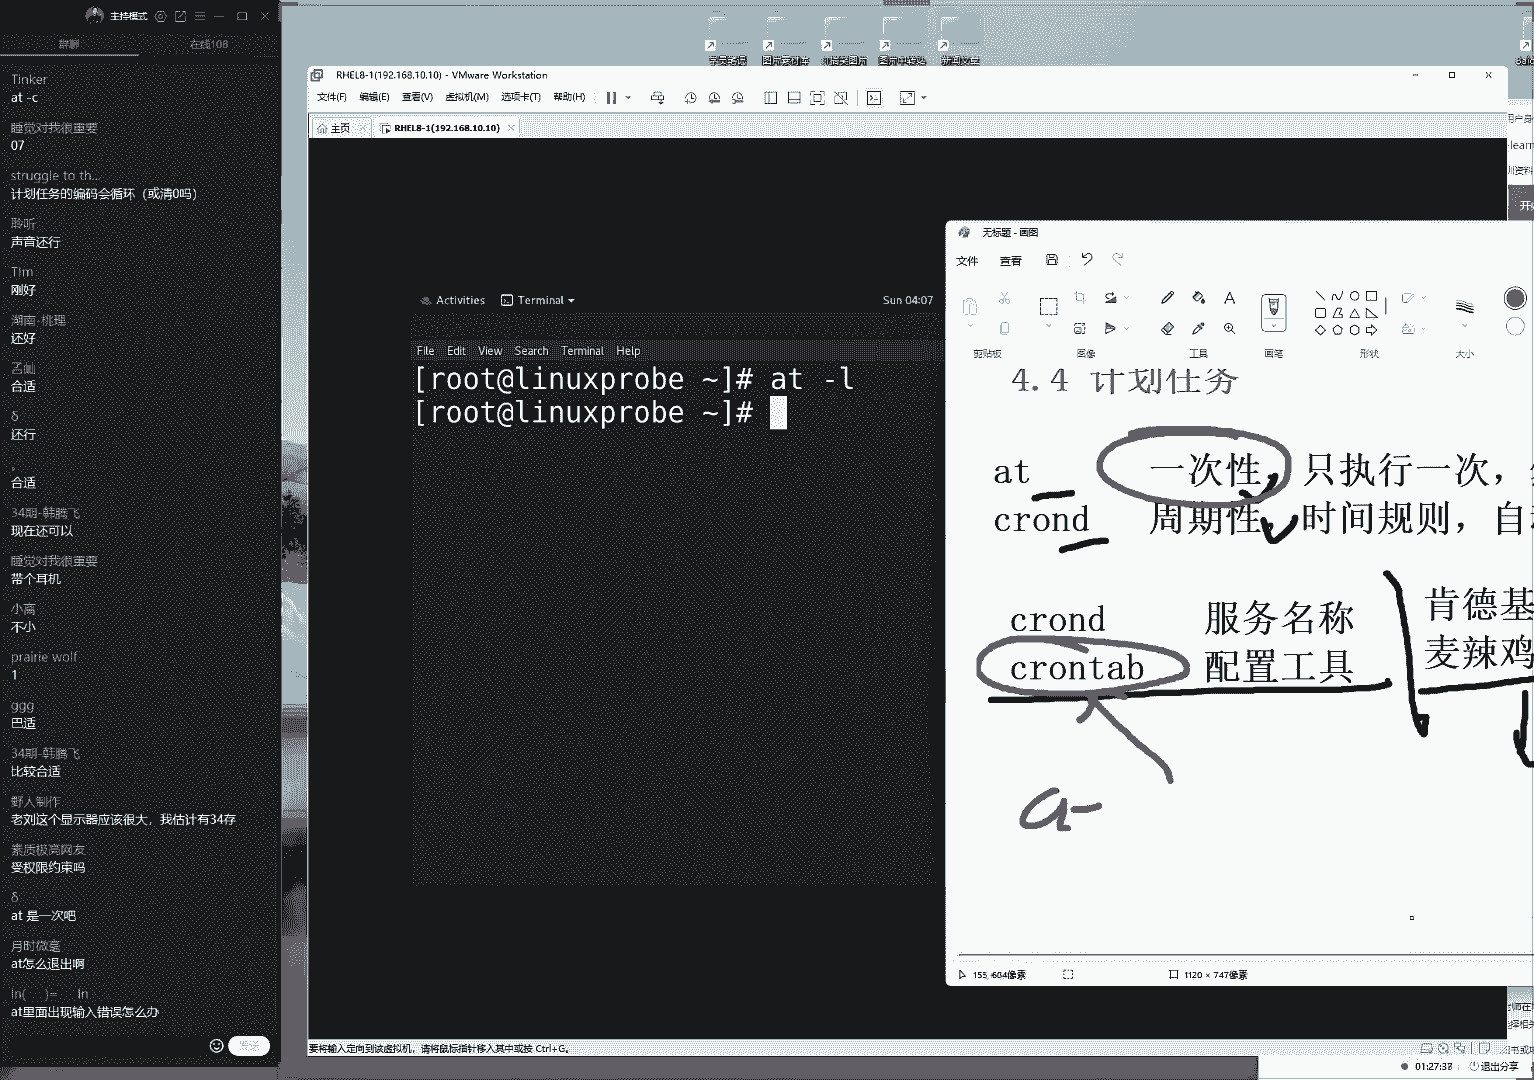 主持模式
群聊
在线108
Tinker
at -c
睡觉对我很重要
07
struggle to th...
计划任务的编码会循环（或清0吗）
聆听
声音还行
T!m
刚好
湖南-桃理
还好
合适
δ
还行
合适
34期-韩腾飞
现在还可以
睡觉对我很重要
带个耳机
小离
不小
prairie wolf
1
ggg
巴适
34期-韩腾飞
比较合适
野人制作
老刘这个显示器应该很大，我估计有34存
素质极高网友
受权限约束吗
δ
at 是一次吧
月时微毫
at怎么退出啊
ln( )= ln
at里面出现输入错误怎么办
发送
RHEL8-1(192.168.10.10) - VMware Workstation
文件(F) 编辑(E) 查看(V) 虚拟机(M) 选项卡(T) 帮助(H)
主页 RHEL8-1(192.168.10.10)
Activities Terminal Sun 04:07
File Edit View Search Terminal Help
[root@linuxprobe ~]# at -l
[root@linuxprobe ~]#
无标题 - 画图
文件 查看
剪贴板 图像 工具 画笔 形状 大小
4.4 计划任务
at 一次性，只执行一次，
crond 周期性，时间规则，自
crond 服务名称 肯德基
crontab 配置工具 麦辣鸡
a-
1120 × 747像素
要将输入定向到该虚拟机，请将鼠标指针移入其中或按 Ctrl+G。
01:27:37 退出分享